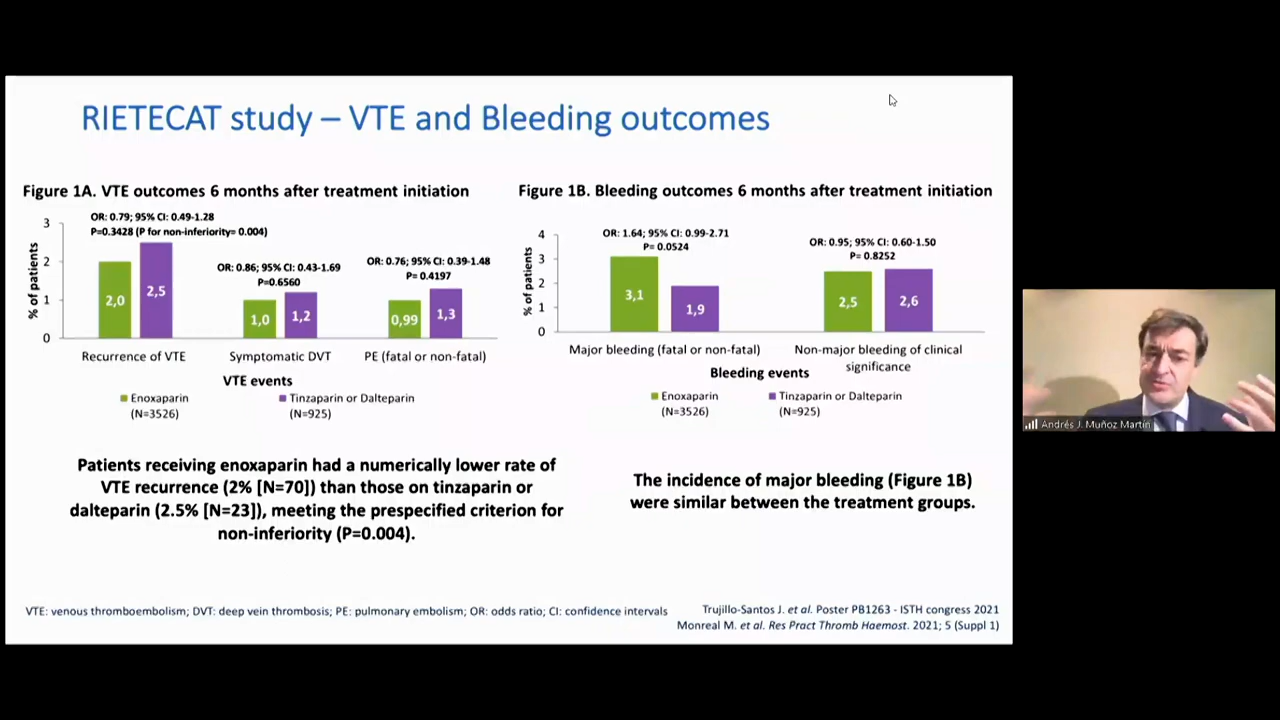 RIETECAT study – VTE and Bleeding outcomes
Figure 1A. VTE outcomes 6 months after treatment initiation
OR: 0.79; 95% CI: 0.49-1.28
P=0.3428 (P for non-inferiority= 0.004)
OR: 0.86; 95% CI: 0.43-1.69
P=0.6560
OR: 0.76; 95% CI: 0.39-1.48
P= 0.4197
% of patients
3
2
1
0
2,0
2,5
1,0
1,2
0,99
1,3
Recurrence of VTE
Symptomatic DVT
PE (fatal or non-fatal)
VTE events
Enoxaparin
(N=3526)
Tinzaparin or Dalteparin
(N=925)
Figure 1B. Bleeding outcomes 6 months after treatment initiation
OR: 1.64; 95% CI: 0.99-2.71
P= 0.0524
OR: 0.95; 95% CI: 0.60-1.50
P= 0.8252
% of patients
4
3
2
1
0
3,1
1,9
2,5
2,6
Major bleeding (fatal or non-fatal)
Non-major bleeding of clinical
significance
Bleeding events
Enoxaparin
(N=3526)
Tinzaparin or Dalteparin
(N=925)
Patients receiving enoxaparin had a numerically lower rate of
VTE recurrence (2% [N=70]) than those on tinzaparin or
dalteparin (2.5% [N=23]), meeting the prespecified criterion for
non-inferiority (P=0.004).
The incidence of major bleeding (Figure 1B)
were similar between the treatment groups.
VTE: venous thromboembolism; DVT: deep vein thrombosis; PE: pulmonary embolism; OR: odds ratio; CI: confidence intervals
Trujillo-Santos J. et al. Poster PB1263 - ISTH congress 2021
Monreal M. et al. Res Pract Thromb Haemost. 2021; 5 (Suppl 1)
Andrés J. Muñoz Martín